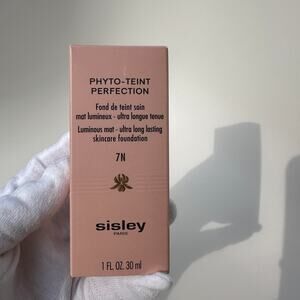 PHYTO-TEINT
PERFECTION
Fond de teint soin
mat lumineux - ultra longue tenue
Luminous mat - ultra long lasting
skincare foundation
7N
sisley
PARIS
1 FL. OZ. 30 ml